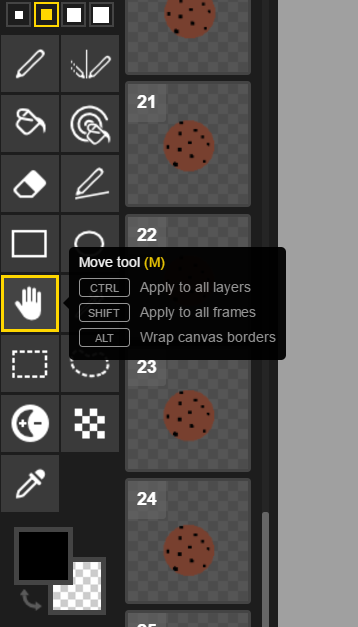 21
22
Move tool (M)
CTRL Apply to all layers
SHIFT Apply to all frames
ALT Wrap canvas borders
23
24